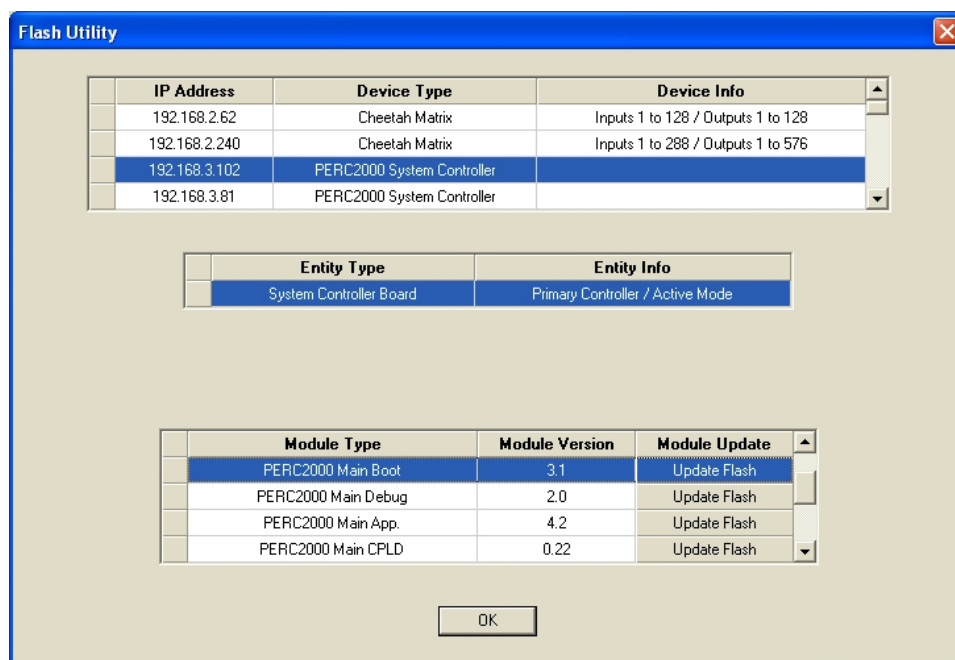 Flash Utility
IP Address Device Type Device Info
192.168.2.62 Cheetah Matrix Inputs 1 to 128 / Outputs 1 to 128
192.168.2.240 Cheetah Matrix Inputs 1 to 288 / Outputs 1 to 576
192.168.3.102 PERC2000 System Controller
192.168.3.81 PERC2000 System Controller
Entity Type Entity Info
System Controller Board Primary Controller / Active Mode
Module Type Module Version Module Update
PERC2000 Main Boot 3.1 Update Flash
PERC2000 Main Debug 2.0 Update Flash
PERC2000 Main App. 4.2 Update Flash
PERC2000 Main CPLD 0.22 Update Flash
OK